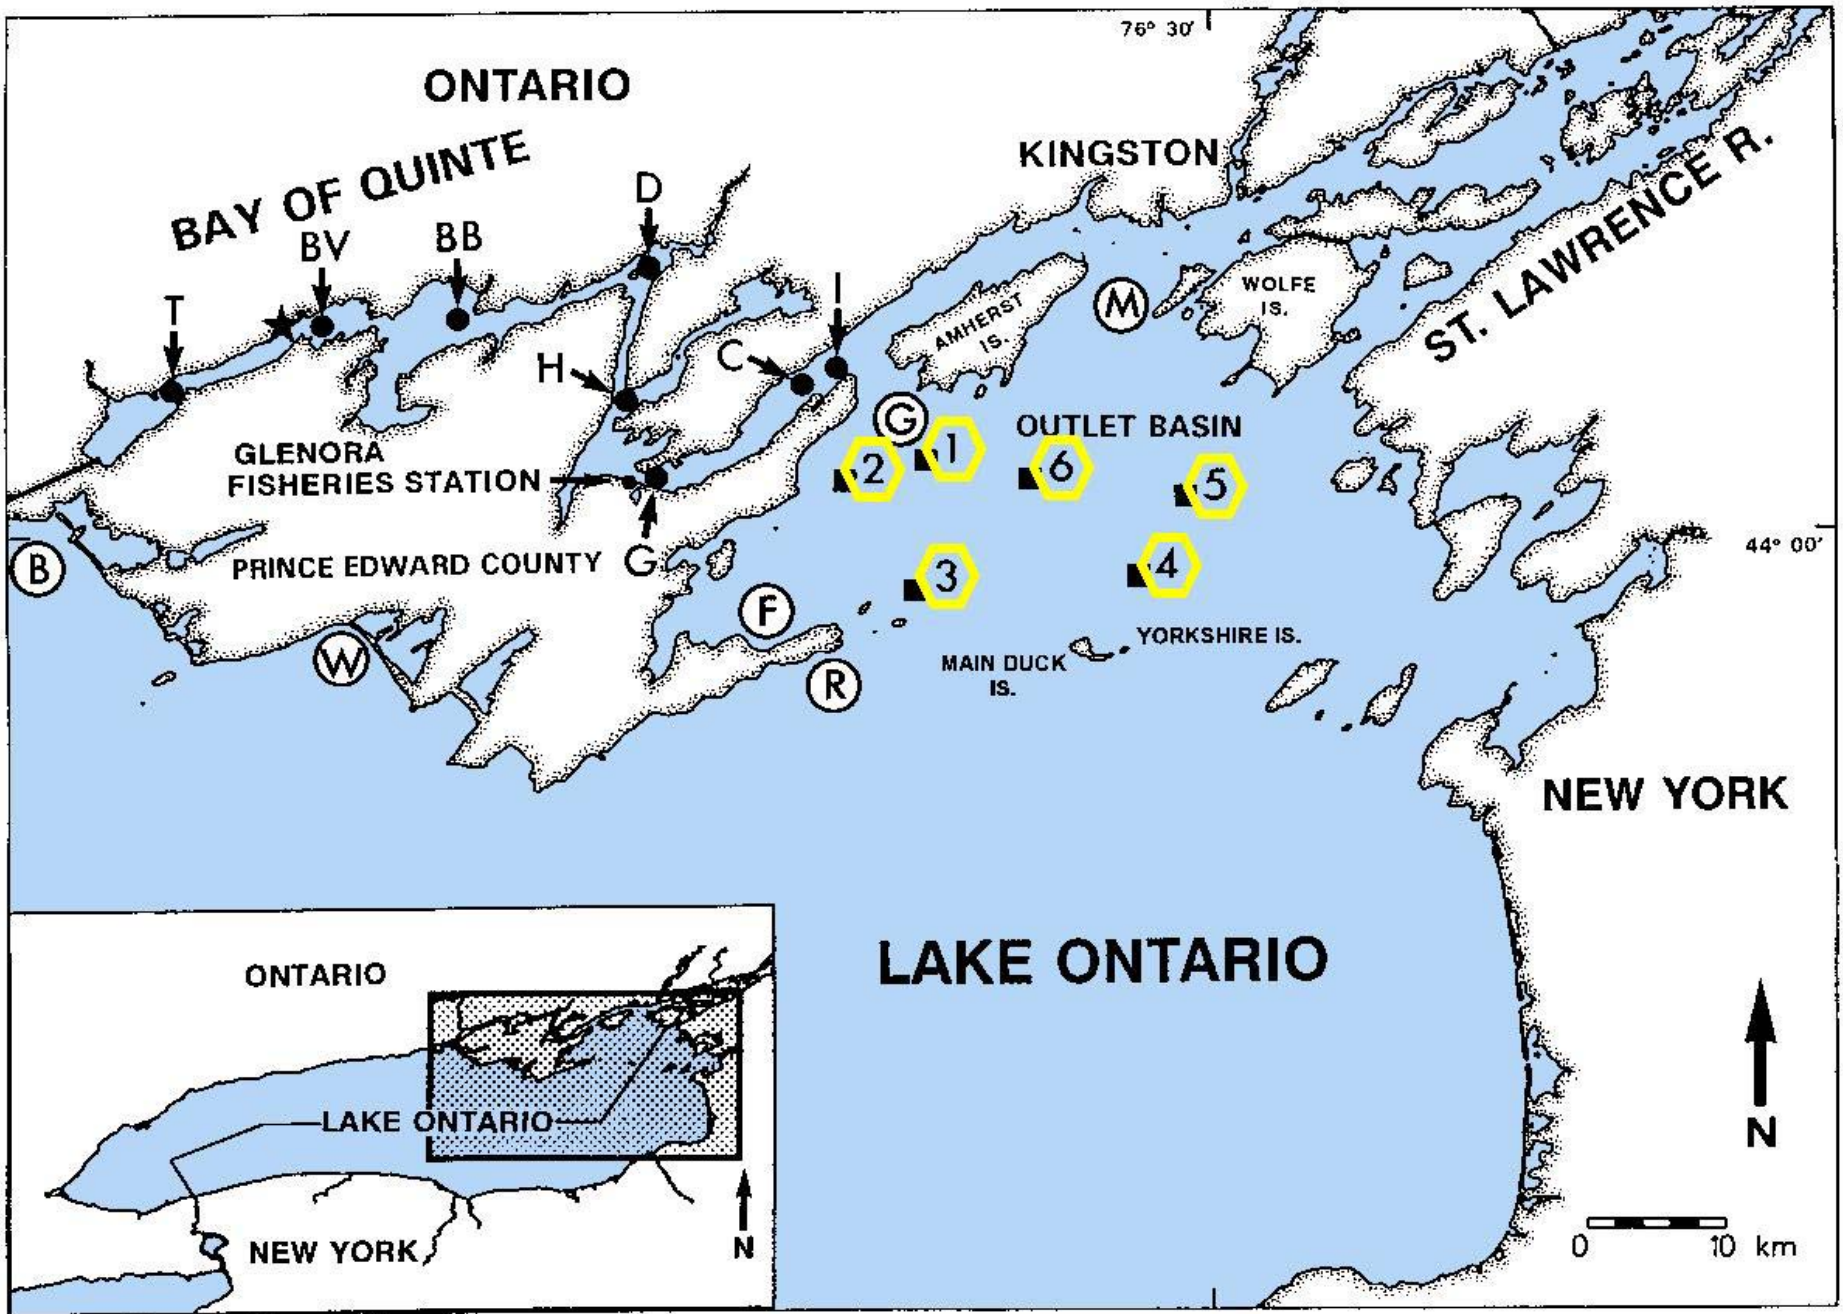 76° 30'
ONTARIO
KINGSTON
BAY OF QUINTE
ST. LAWRENCE R.
D
BV
BB
T
I
M
WOLFE
IS.
AMHERST
IS.
H
C
G
OUTLET BASIN
GLENORA
FISHERIES STATION
1
2
6
5
44° 00'
B
PRINCE EDWARD COUNTY
G
3
4
F
W
YORKSHIRE IS.
MAIN DUCK
IS.
R
NEW YORK
LAKE ONTARIO
ONTARIO
LAKE ONTARIO
N
NEW YORK
N
0 10 km